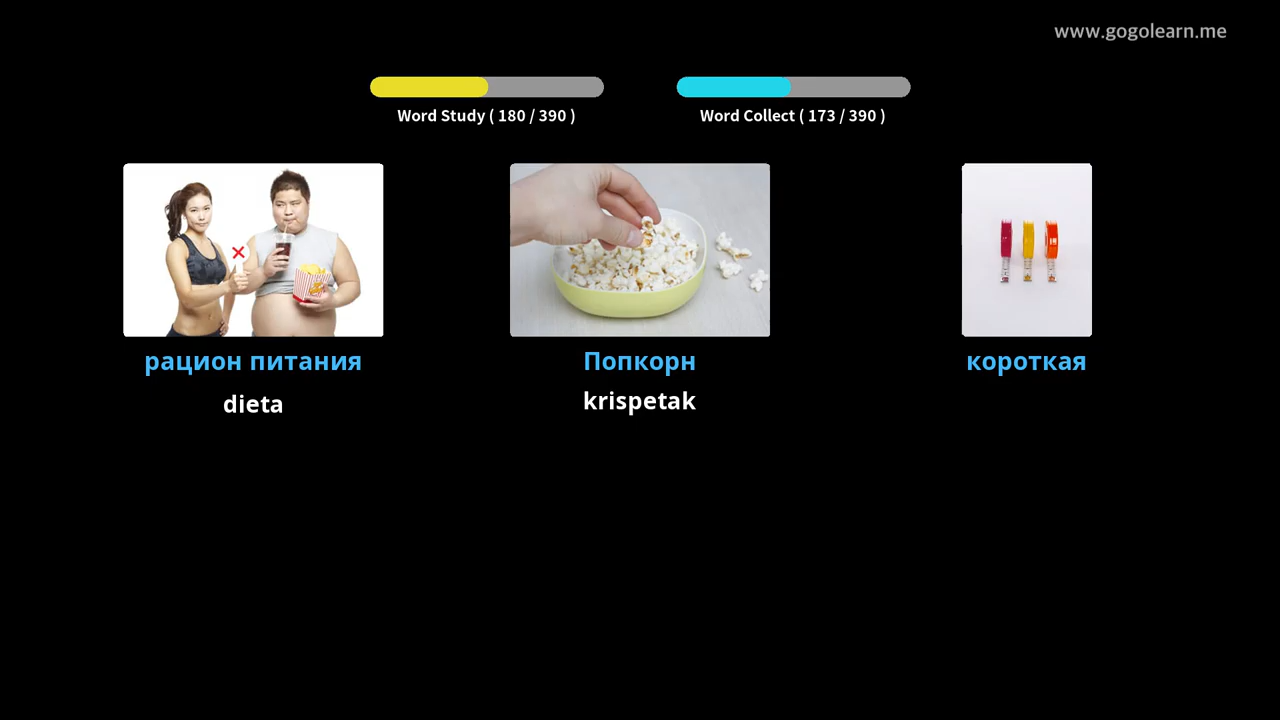 www.gogolearn.me
Word Study ( 180 / 390 )
Word Collect ( 173 / 390 )
рацион питания
dieta
Попкорн
krispetak
короткая